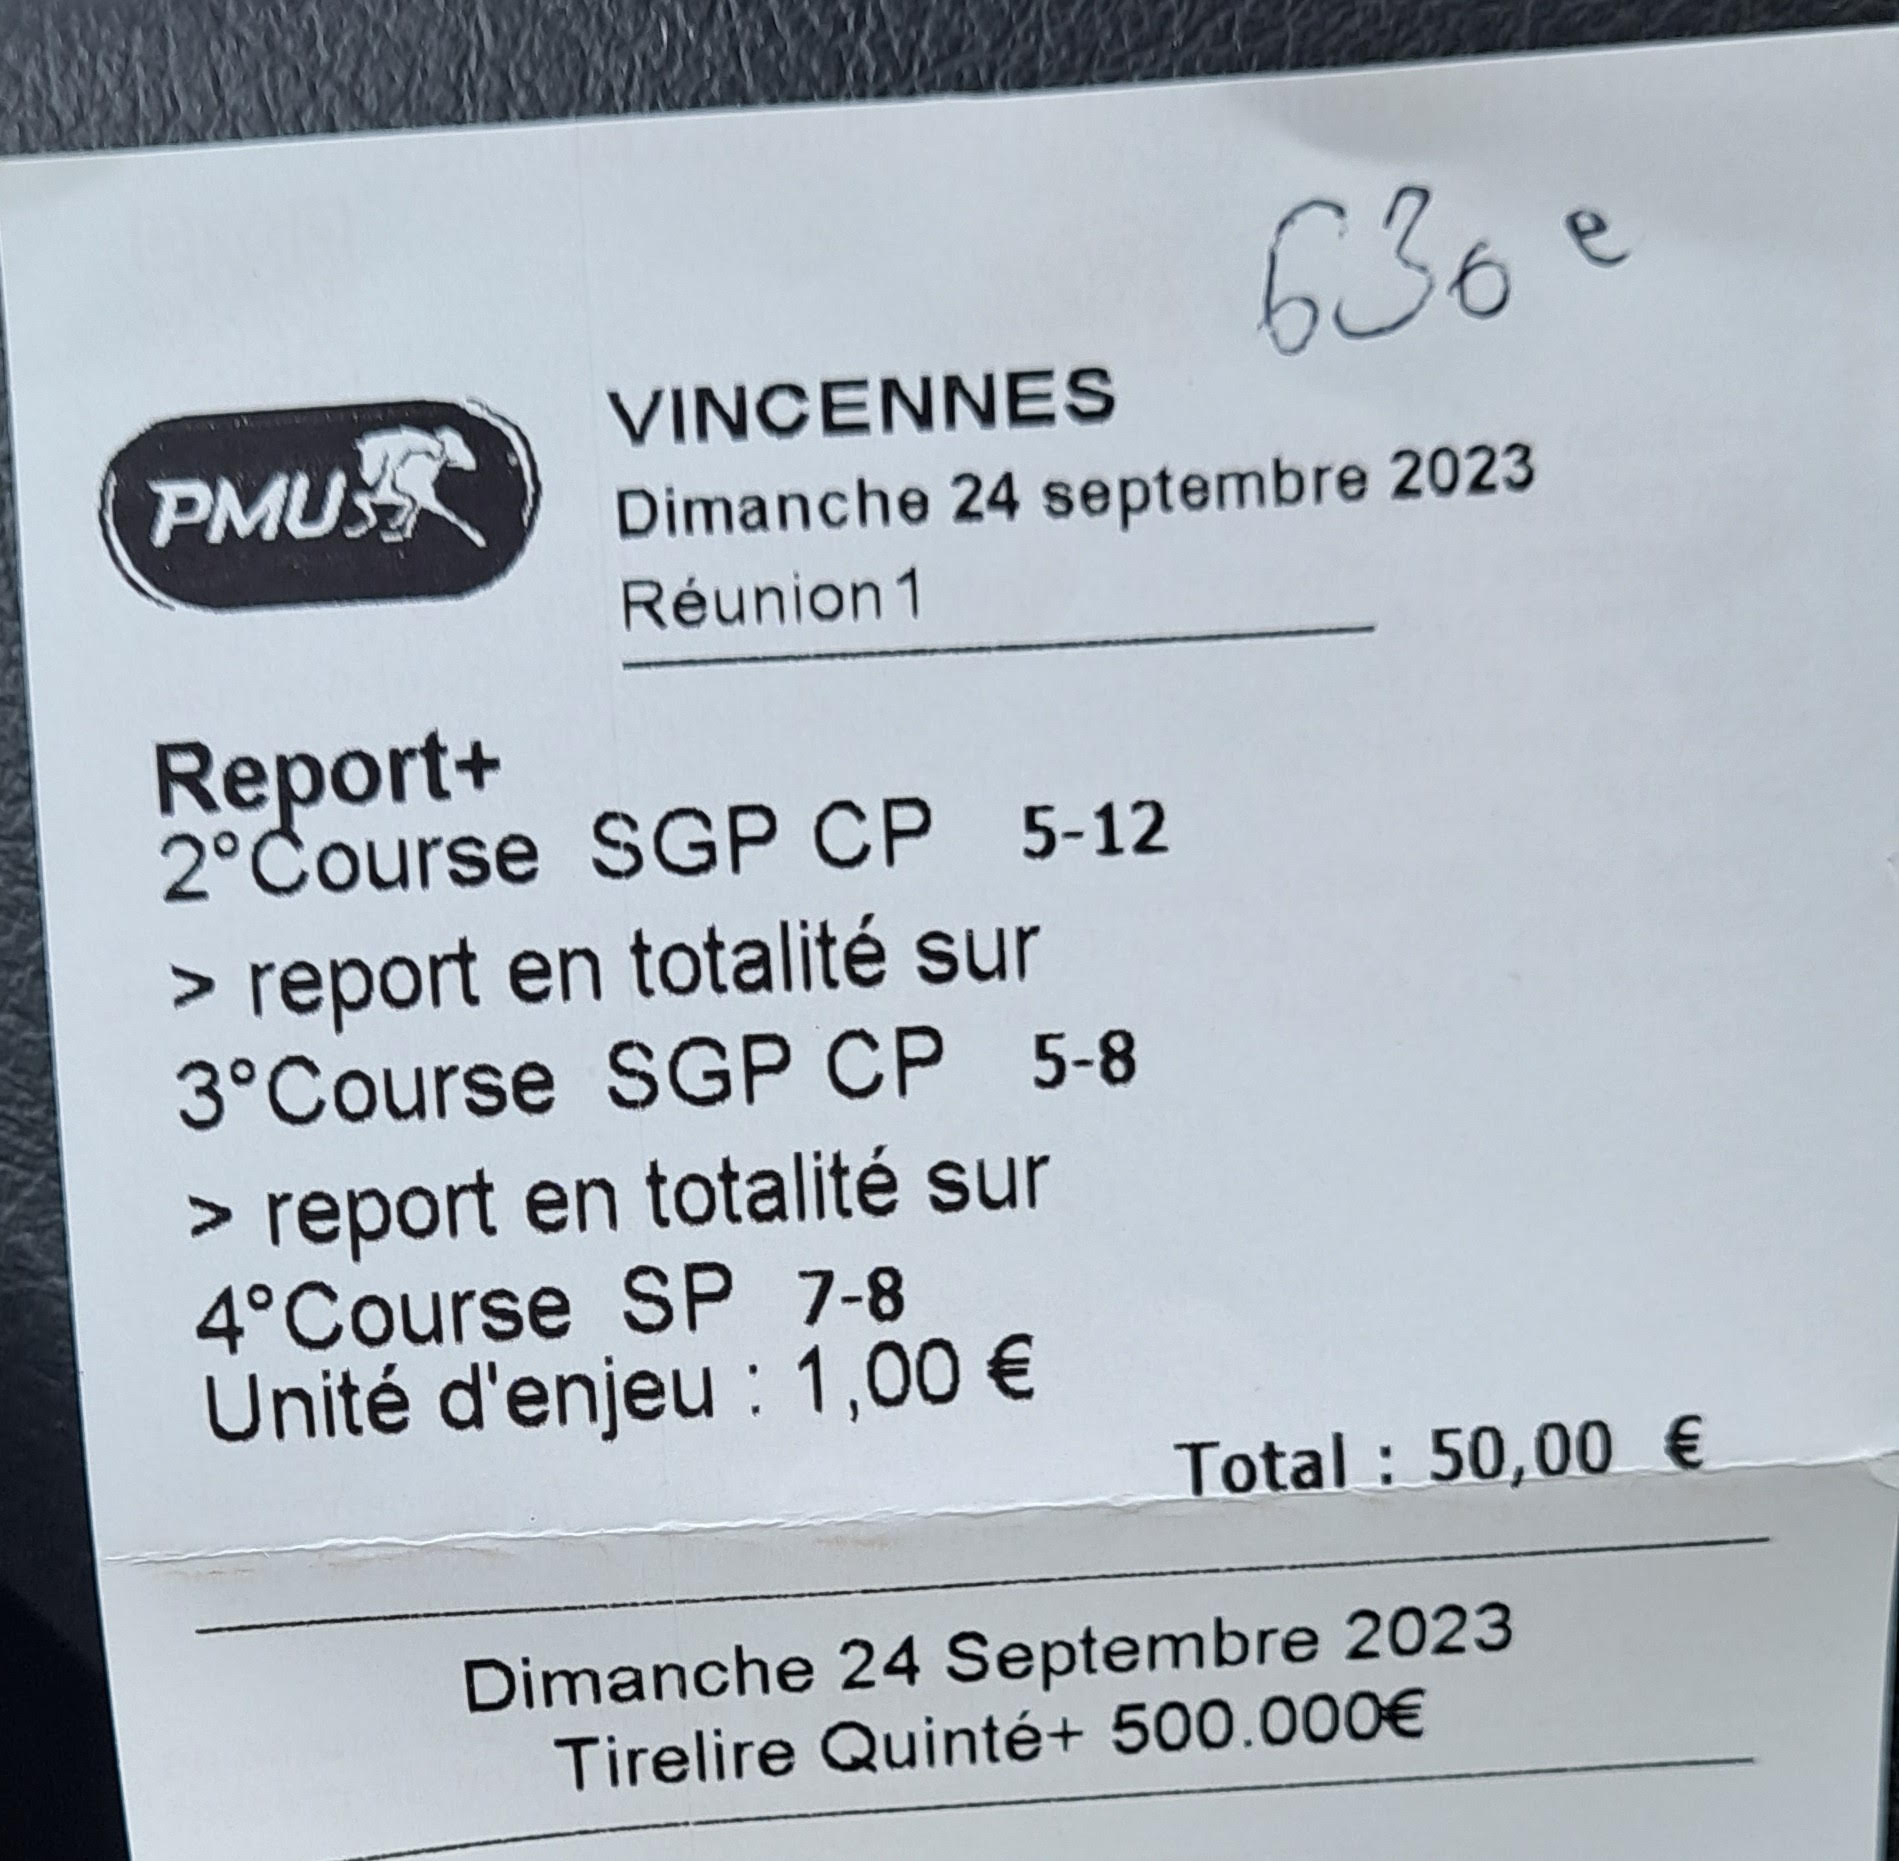 630 e
VINCENNES
PMU
Dimanche 24 septembre 2023
Réunion 1
Report+
2°Course SGP CP 5-12
> report en totalité sur
3°Course SGP CP 5-8
> report en totalité sur
4°Course SP 7-8
Unité d'enjeu : 1,00 €
Total : 50,00 €
Dimanche 24 Septembre 2023
Tirelire Quinté+ 500.000€